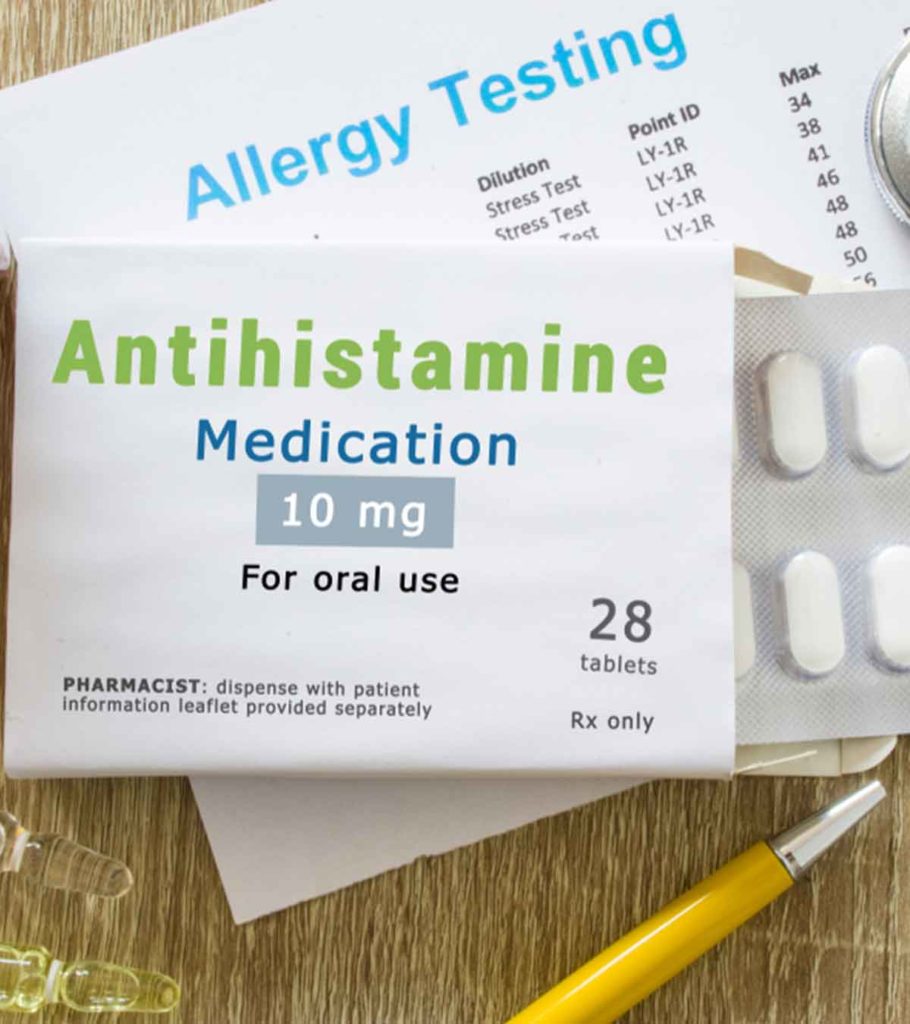 Allergy Testing
Dilution Point ID Max
Stress Test LY-1R 34
Stress Test LY-1R 38
Test LY-1R 41
LY-1R 46
48
48
50
Antihistamine
Medication
10 mg
For oral use
28
tablets
PHARMACIST: dispense with patient
information leaflet provided separately
Rx only